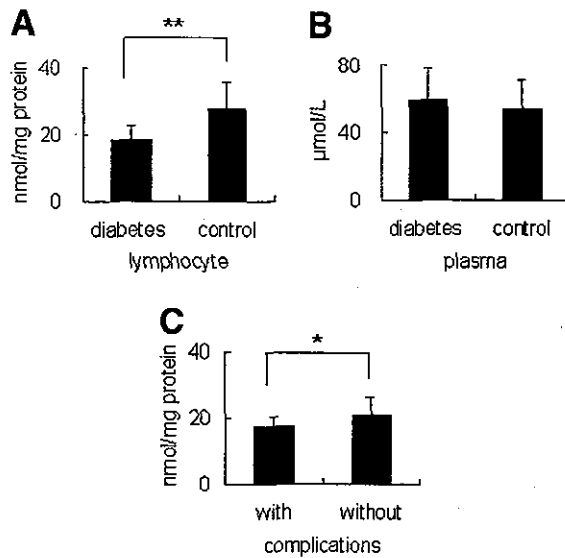 A
**
nmol/mg protein
40
20
0
diabetes control
lymphocyte
B
μmol/L
80
40
0
diabetes control
plasma
C
*
nmol/mg protein
40
20
0
with without
complications